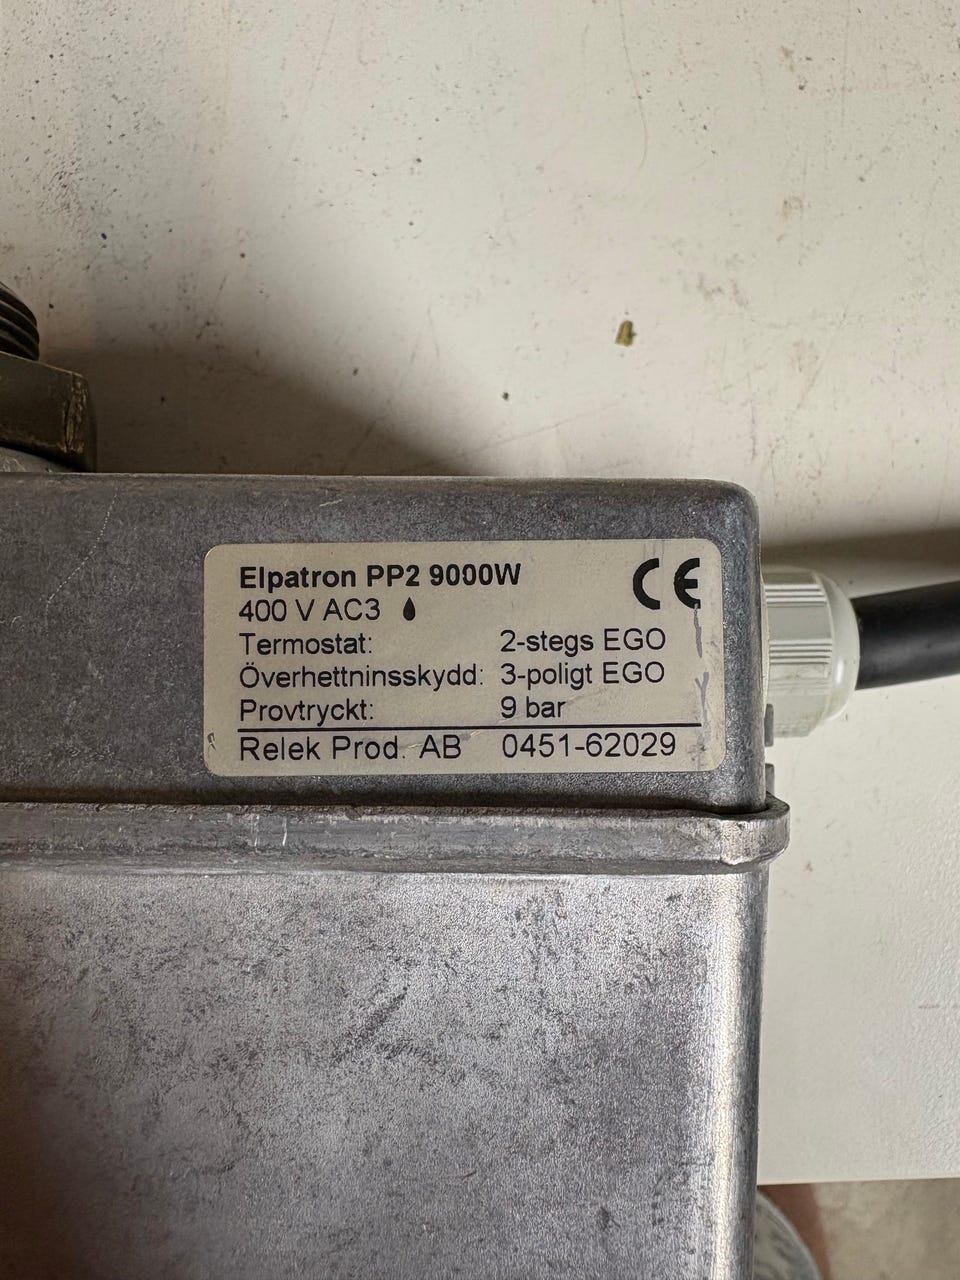 Elpatron PP2 9000W CE
400 V AC3
Termostat: 2-stegs EGO
Överhettninsskydd: 3-poligt EGO
Provtryckt: 9 bar
Relek Prod. AB 0451-62029